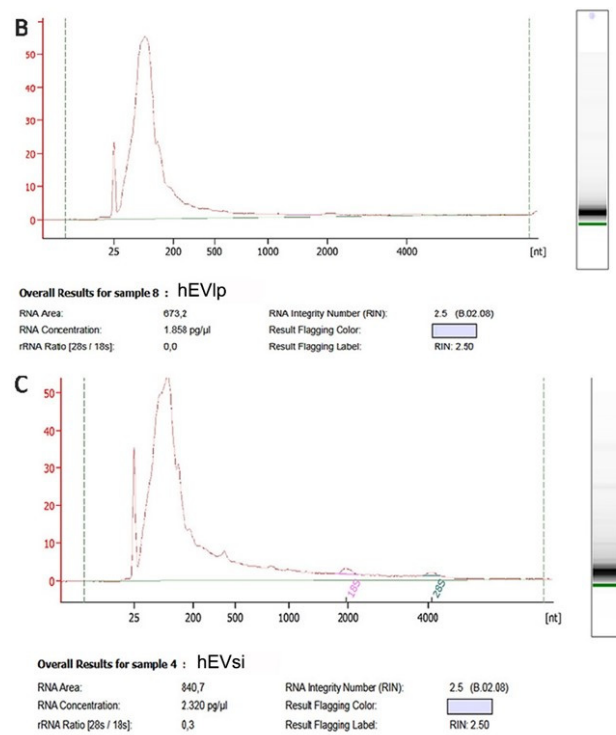 B
50
40
30
20
10
0
25 200 500 1000 2000 4000 [nt]
Overall Results for sample 8 : hEVlp
RNA Area: 673,2 RNA Integrity Number (RIN): 2.5 (B.02.08)
RNA Concentration: 1.858 pg/µl Result Flagging Color:
rRNA Ratio [28s / 18s]: 0,0 Result Flagging Label: RIN: 2.50
C
50
40
30
20
10
0
18S 28S
25 200 500 1000 2000 4000 [nt]
Overall Results for sample 4 : hEVsi
RNA Area: 840,7 RNA Integrity Number (RIN): 2.5 (B.02.08)
RNA Concentration: 2.320 pg/µl Result Flagging Color:
rRNA Ratio [28s / 18s]: 0,3 Result Flagging Label: RIN: 2.50